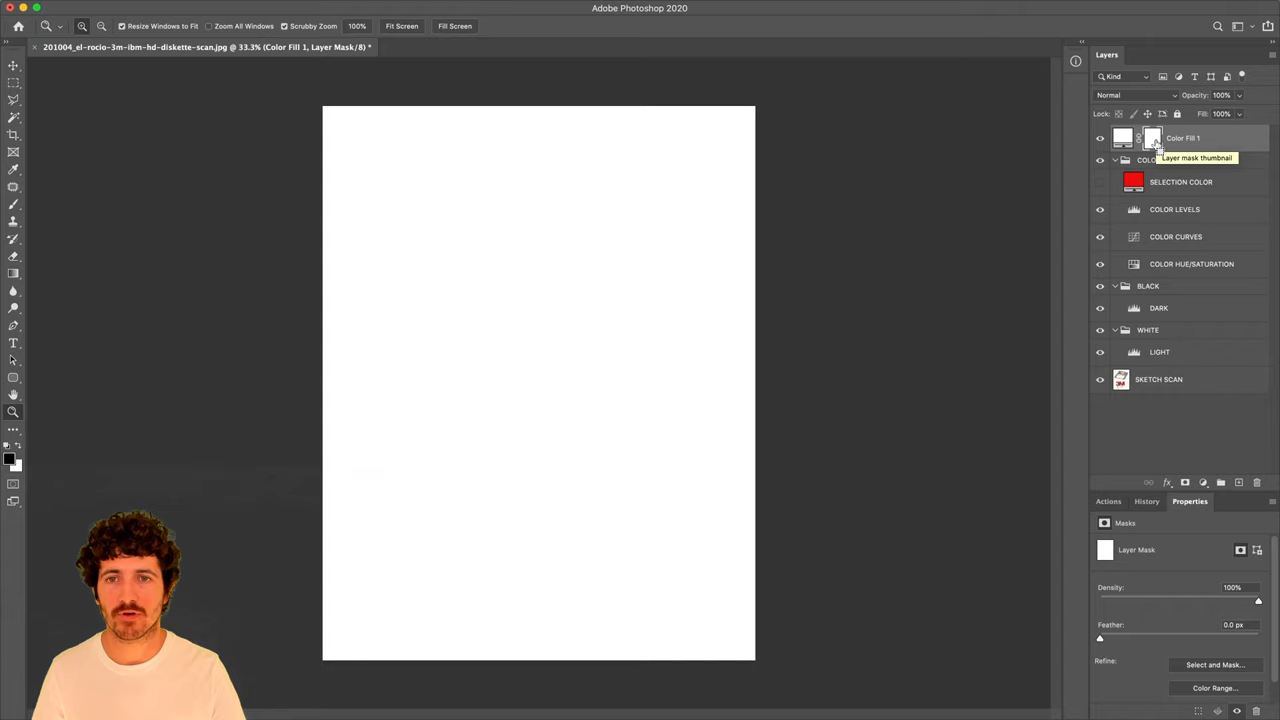 Adobe Photoshop 2020
Resize Windows to Fit
Zoom All Windows
Scrubby Zoom
100%
Fit Screen
Fill Screen
201004_el-rocio-3m-ibm-hd-diskette-scan.jpg @ 33.3% (Color Fill 1, Layer Mask/8) *
Layers
Kind
Normal
Opacity: 100%
Lock:
Fill: 100%
Color Fill 1
Layer mask thumbnail
SELECTION COLOR
COLOR LEVELS
COLOR CURVES
COLOR HUE/SATURATION
BLACK
DARK
WHITE
LIGHT
3M
SKETCH SCAN
fx
Actions
History
Properties
Masks
Layer Mask
Density:
100%
Feather:
0.0 px
Refine:
Select and Mask...
Color Range...